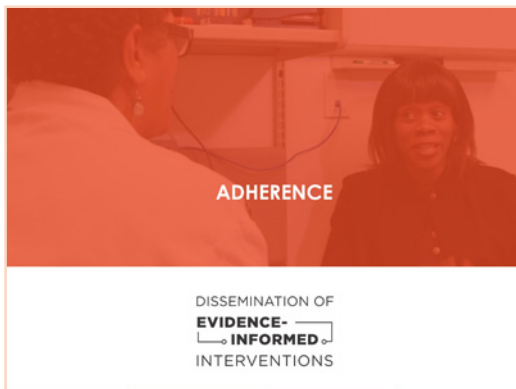 ADHERENCE
DISSEMINATION OF
EVIDENCE-
INFORMED
INTERVENTIONS